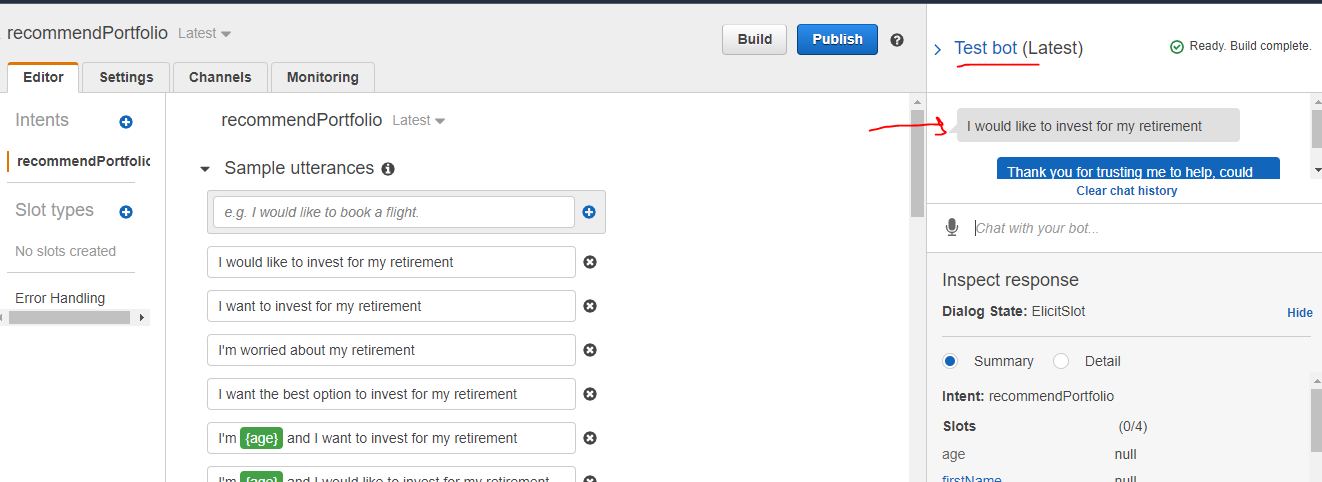 recommendPortfolio Latest
Build
Publish
Editor
Settings
Channels
Monitoring
Intents
recommendPortfolio
Slot types
No slots created
Error Handling
recommendPortfolio Latest
Sample utterances
e.g. I would like to book a flight.
I would like to invest for my retirement
I want to invest for my retirement
I'm worried about my retirement
I want the best option to invest for my retirement
I'm {age} and I want to invest for my retirement
I'm {age} and I would like to invest for my retirement
Test bot (Latest)
Ready. Build complete.
I would like to invest for my retirement
Thank you for trusting me to help, could
Clear chat history
Chat with your bot...
Inspect response
Dialog State: ElicitSlot
Hide
Summary
Detail
Intent: recommendPortfolio
Slots (0/4)
age null
firstName null